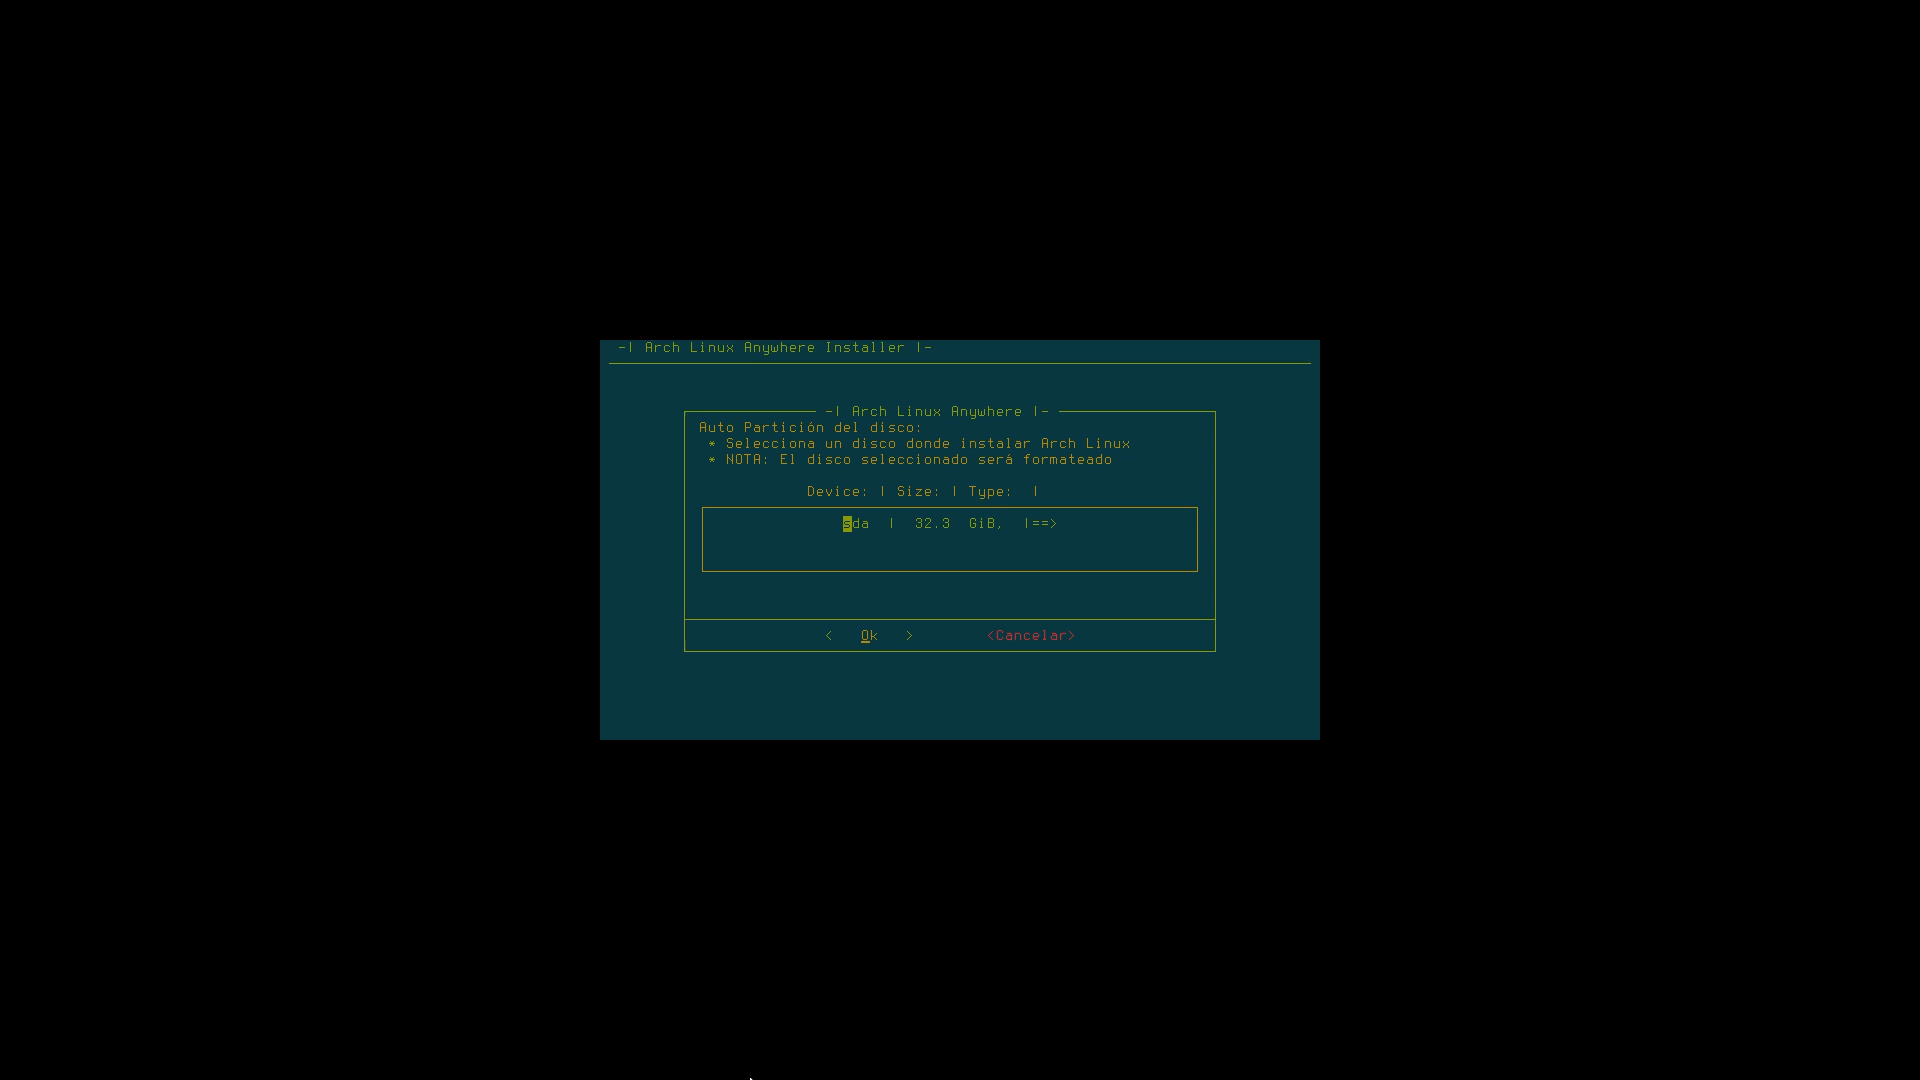 -| Arch Linux Anywhere Installer |-
-| Arch Linux Anywhere |-
Auto Partición del disco:
* Selecciona un disco donde instalar Arch Linux
* NOTA: El disco seleccionado será formateado
Device: | Size: | Type:  |
sda  |  32.3  GiB,  |==>
<   Ok   >        <Cancelar>